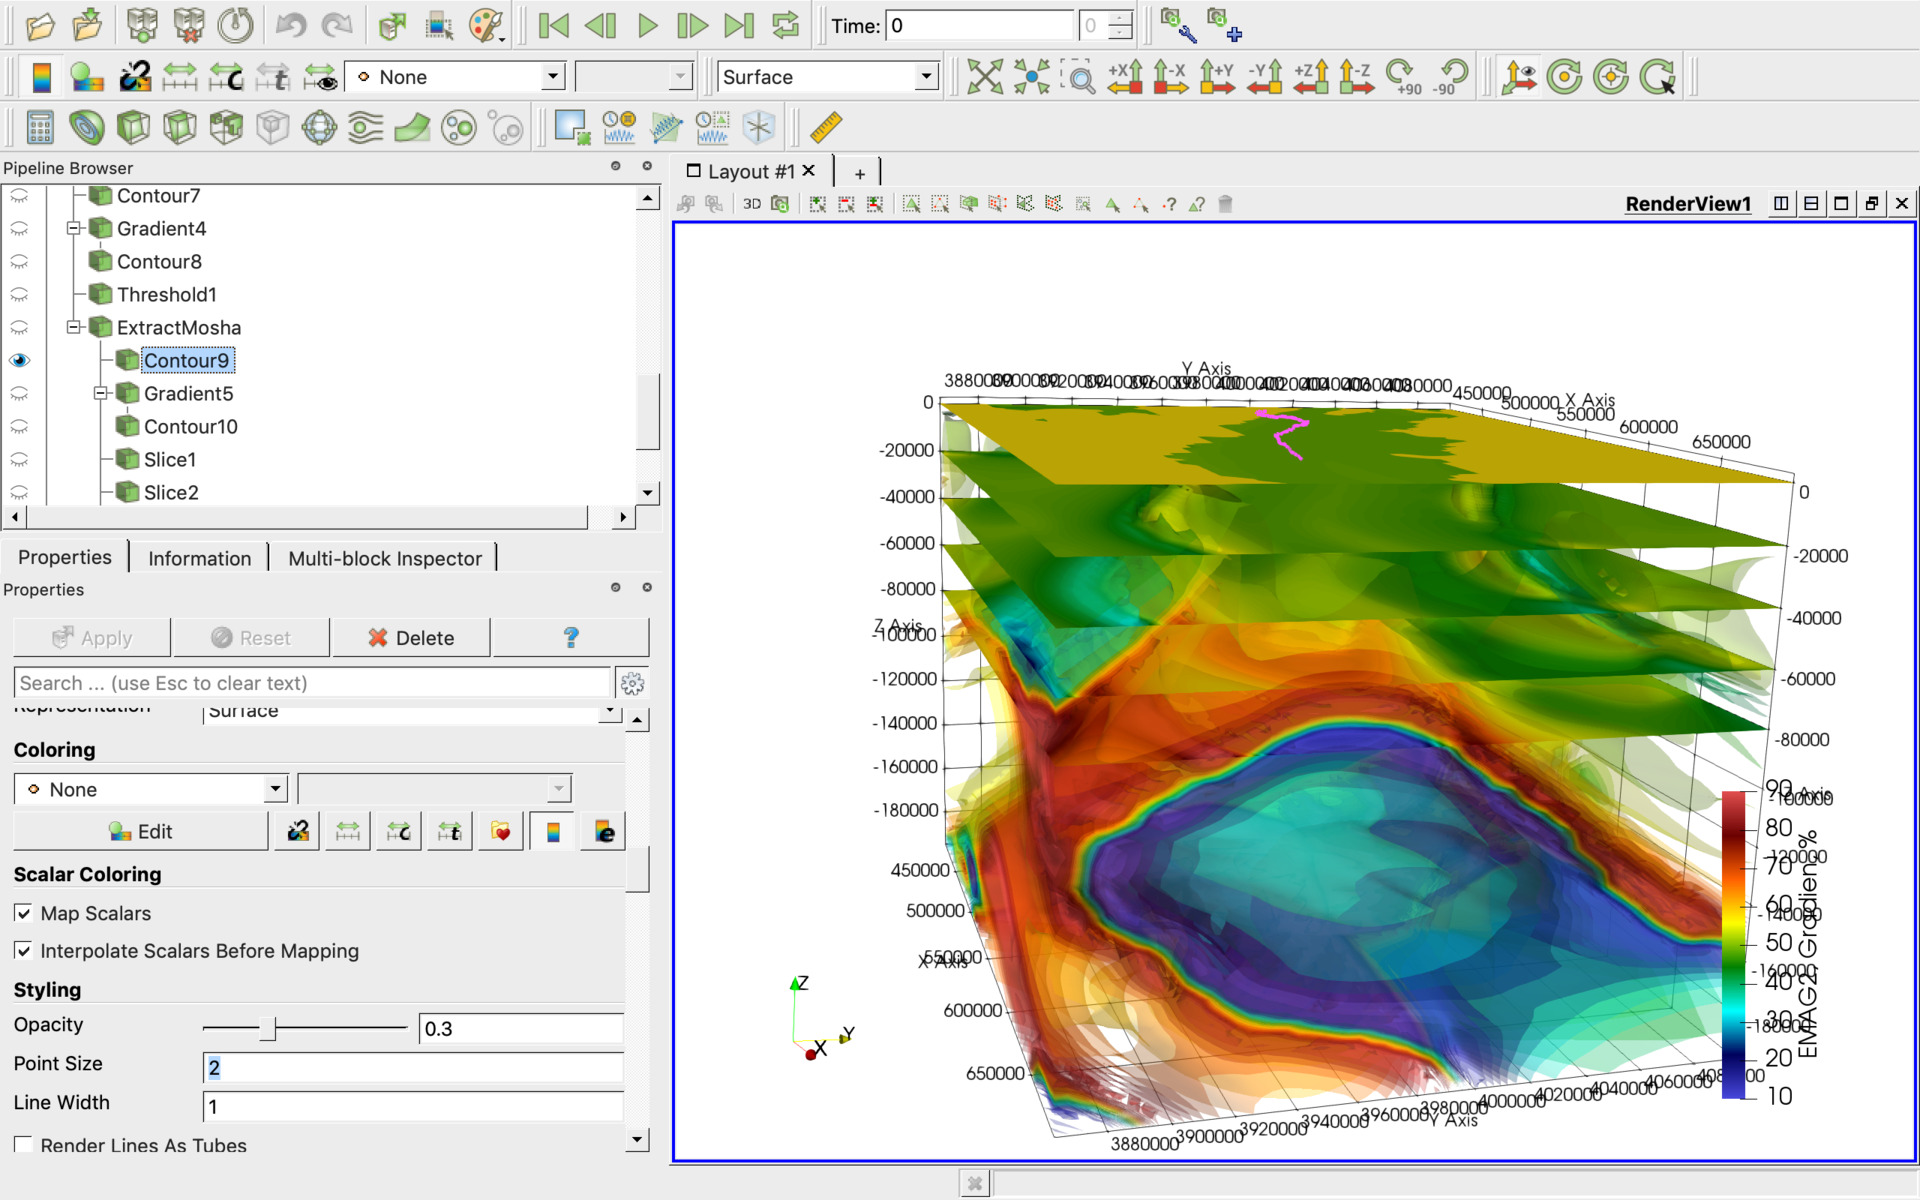 Time: 0 0
None
Surface
+X -X +Y -Y +Z -Z +90 -90
Pipeline Browser
Contour7
Gradient4
Contour8
Threshold1
ExtractMosha
Contour9
Gradient5
Contour10
Slice1
Slice2
Properties Information Multi-block Inspector
Properties
Apply Reset Delete ?
Search ... (use Esc to clear text)
Representation Surface
Coloring
None
Edit
Scalar Coloring
Map Scalars
Interpolate Scalars Before Mapping
Styling
Opacity 0.3
Point Size 2
Line Width 1
Render Lines As Tubes
Layout #1 +
3D
RenderView1
Y Axis
3880000 3900000 3920000 3940000 3960000 3980000 4000000 4020000 4040000 4060000 4080000
450000
500000
X Axis
550000
600000
650000
0
-20000
-40000
-60000
-80000
Z Axis
-100000
-120000
-140000
-160000
-180000
450000
500000
550000
X Axis
600000
650000
0
-20000
-40000
-60000
-80000
-100000
-120000
-140000
-160000
-180000
3880000 3900000 3920000 3940000 3960000 3980000 4000000 4020000 4040000 4060000
Y Axis
90
80
70
60
50
40
30
20
10
Z
Y
X